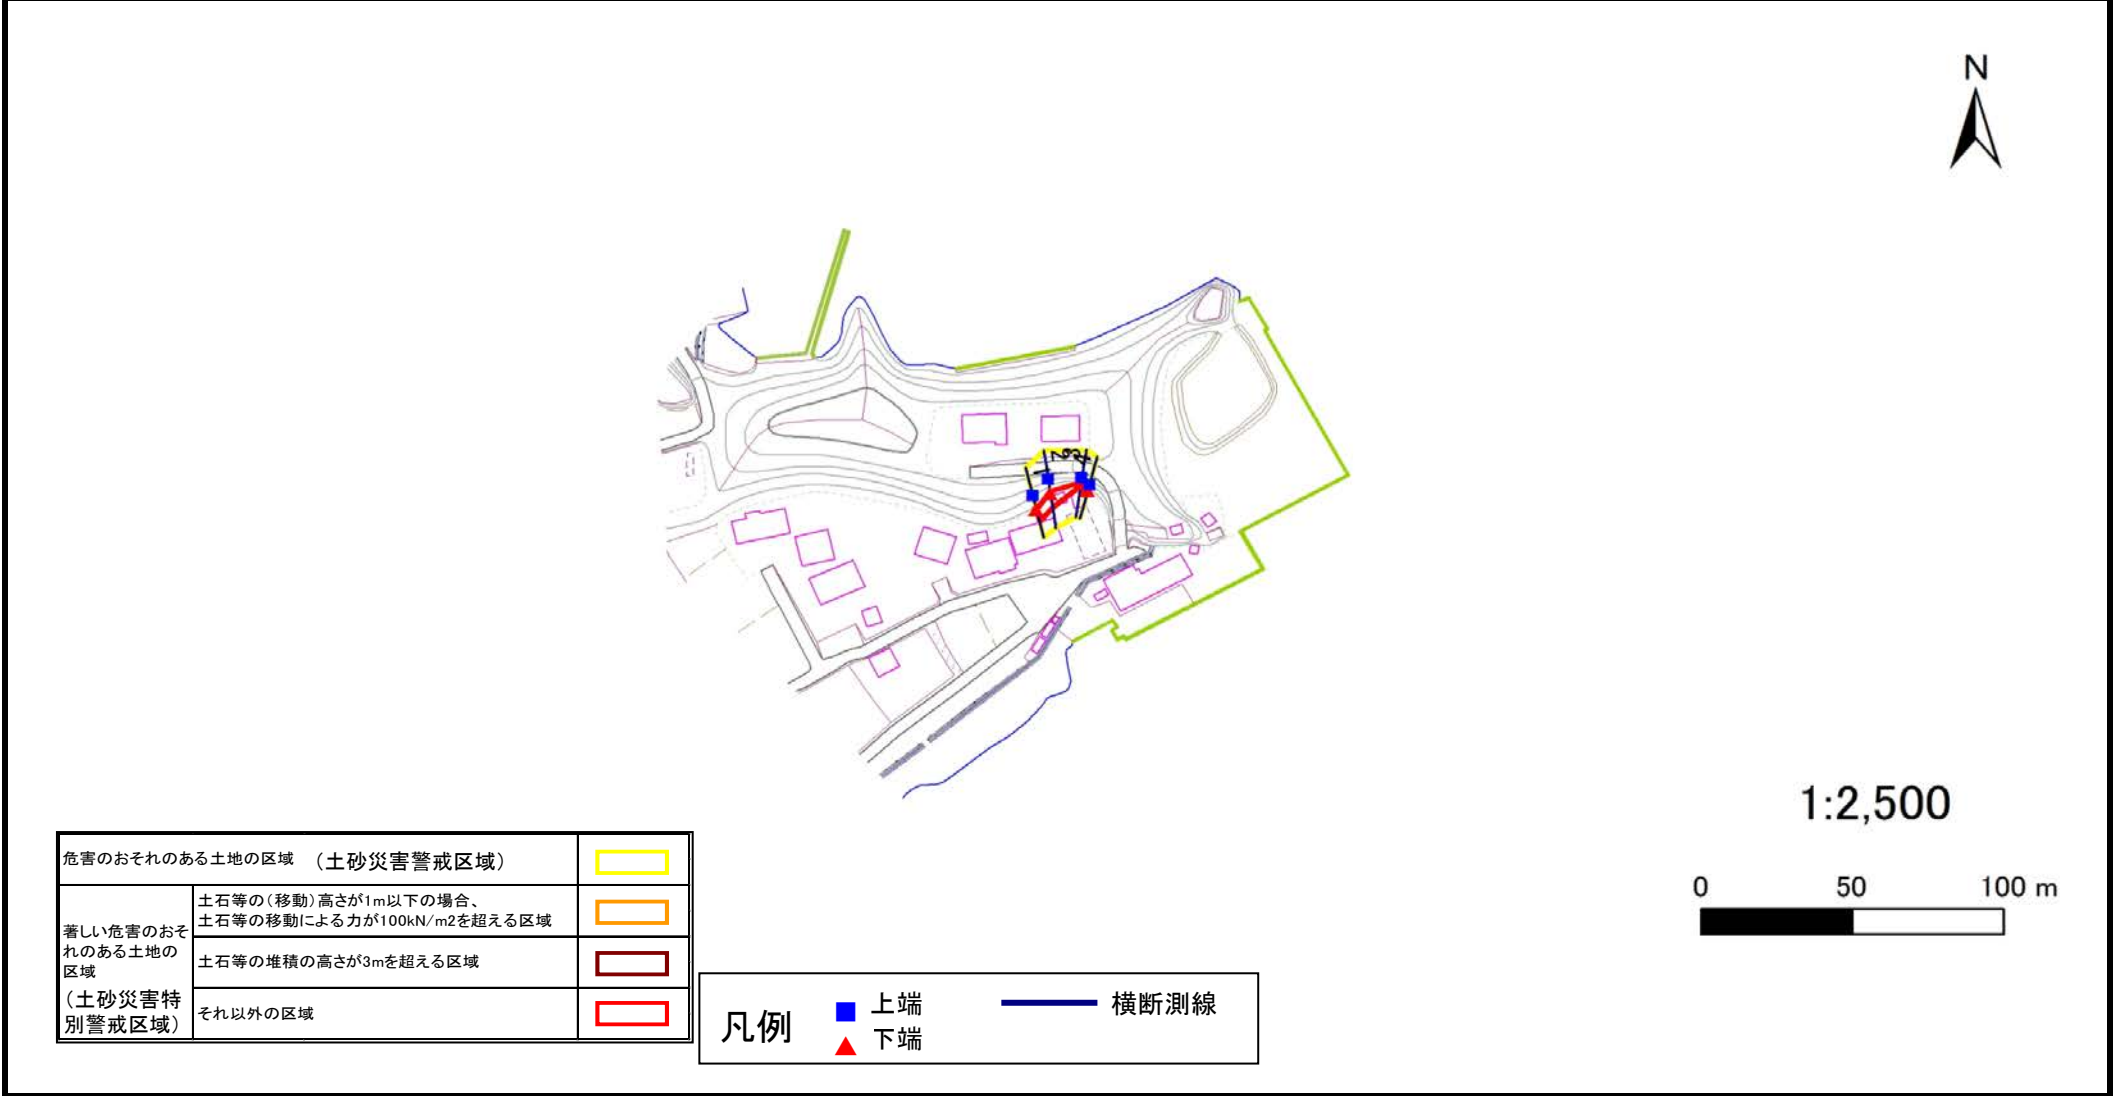 N
1:2,500
0 50 100 m
危害のおそれのある土地の区域 （土砂災害警戒区域）
著しい危害のおそ
れのある土地の
区域
（土砂災害特
別警戒区域）
土石等の（移動）高さが1m以下の場合、
土石等の移動による力が100kN/m2を超える区域
土石等の堆積の高さが3mを超える区域
それ以外の区域
凡例
上端
下端
横断測線